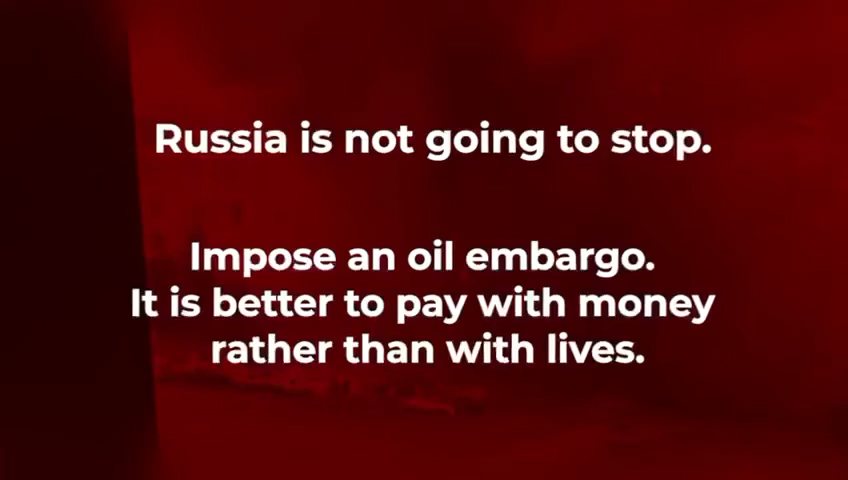 Russia is not going to stop.
Impose an oil embargo.
It is better to pay with money
rather than with lives.